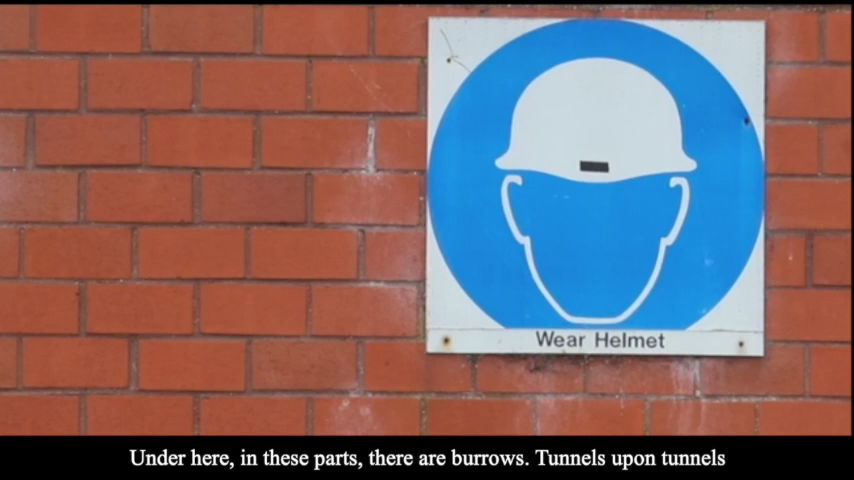 Wear Helmet
Under here, in these parts, there are burrows. Tunnels upon tunnels